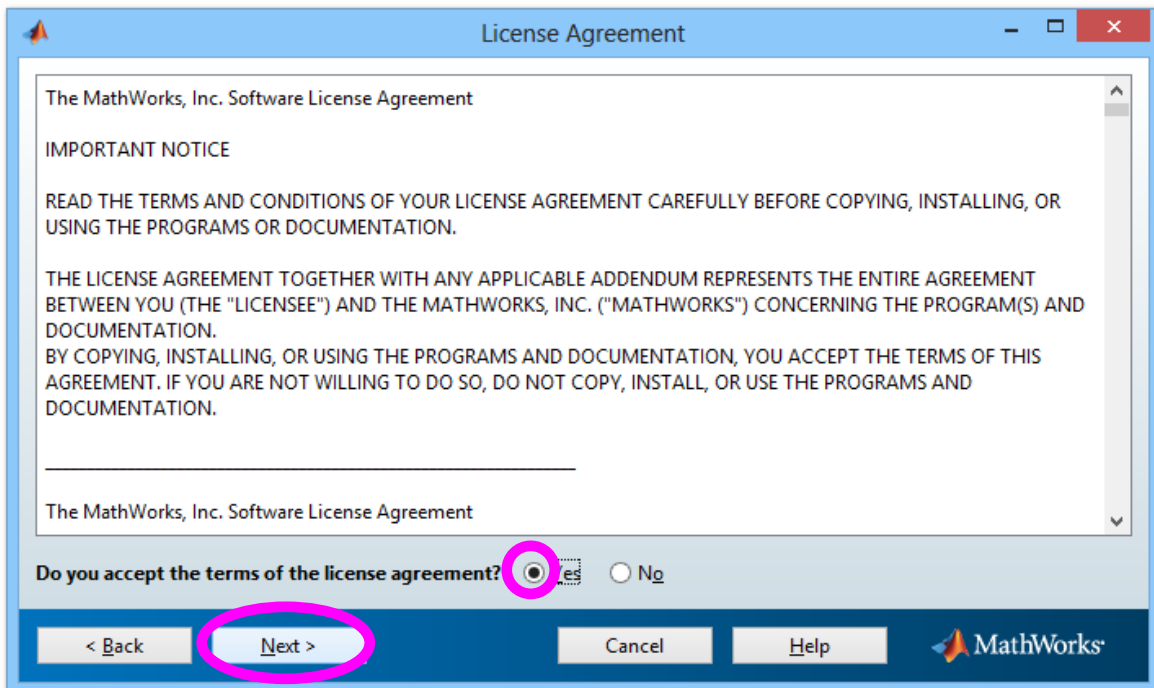 License Agreement
The MathWorks, Inc. Software License Agreement
IMPORTANT NOTICE
READ THE TERMS AND CONDITIONS OF YOUR LICENSE AGREEMENT CAREFULLY BEFORE COPYING, INSTALLING, OR
USING THE PROGRAMS OR DOCUMENTATION.
THE LICENSE AGREEMENT TOGETHER WITH ANY APPLICABLE ADDENDUM REPRESENTS THE ENTIRE AGREEMENT
BETWEEN YOU (THE "LICENSEE") AND THE MATHWORKS, INC. ("MATHWORKS") CONCERNING THE PROGRAM(S) AND
DOCUMENTATION.
BY COPYING, INSTALLING, OR USING THE PROGRAMS AND DOCUMENTATION, YOU ACCEPT THE TERMS OF THIS
AGREEMENT. IF YOU ARE NOT WILLING TO DO SO, DO NOT COPY, INSTALL, OR USE THE PROGRAMS AND
DOCUMENTATION.
The MathWorks, Inc. Software License Agreement
Do you accept the terms of the license agreement? Yes No
< Back Next > Cancel Help MathWorks